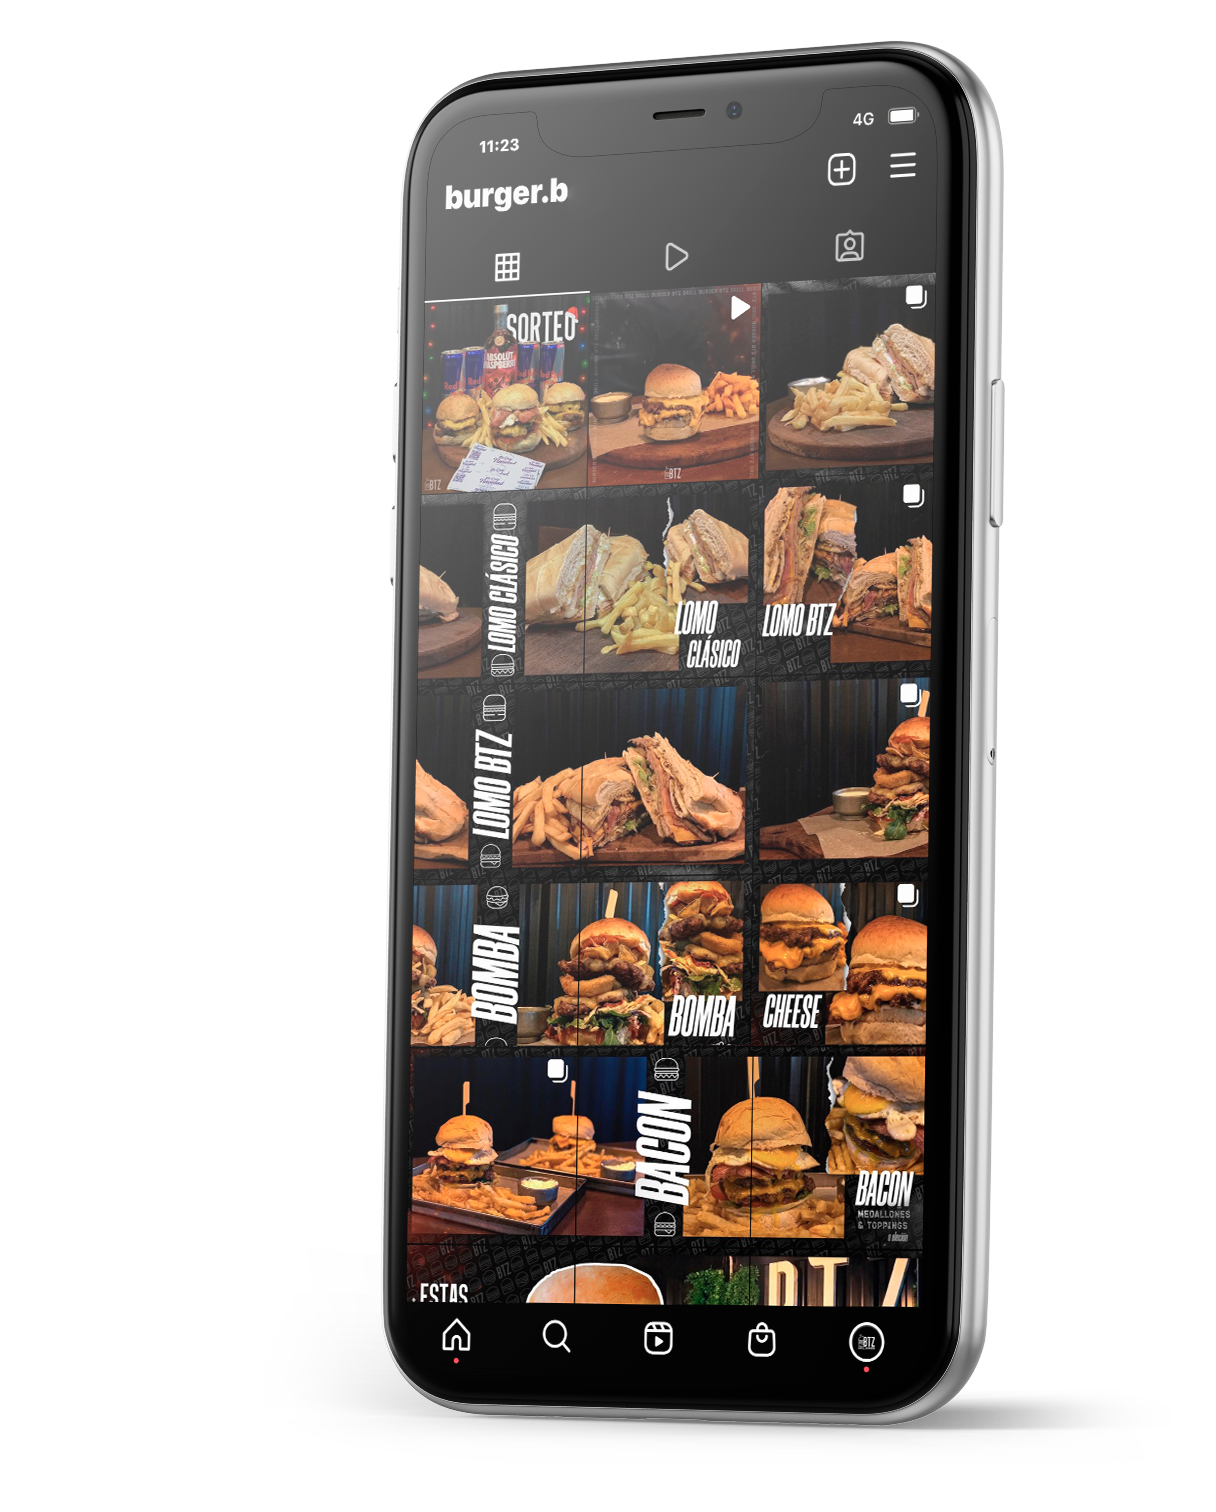 11:23
4G
burger.b
SORTEO
ABSOLUT
BTZ
BTZ
LOMO CLÁSICO
LOMO
CLÁSICO
LOMO BTZ
LOMO BTZ
BOMBA
BOMBA
CHEESE
BACON
BACON
MEDALLONES
& TOPPINGS
ESTAS
BTZ
BTZ